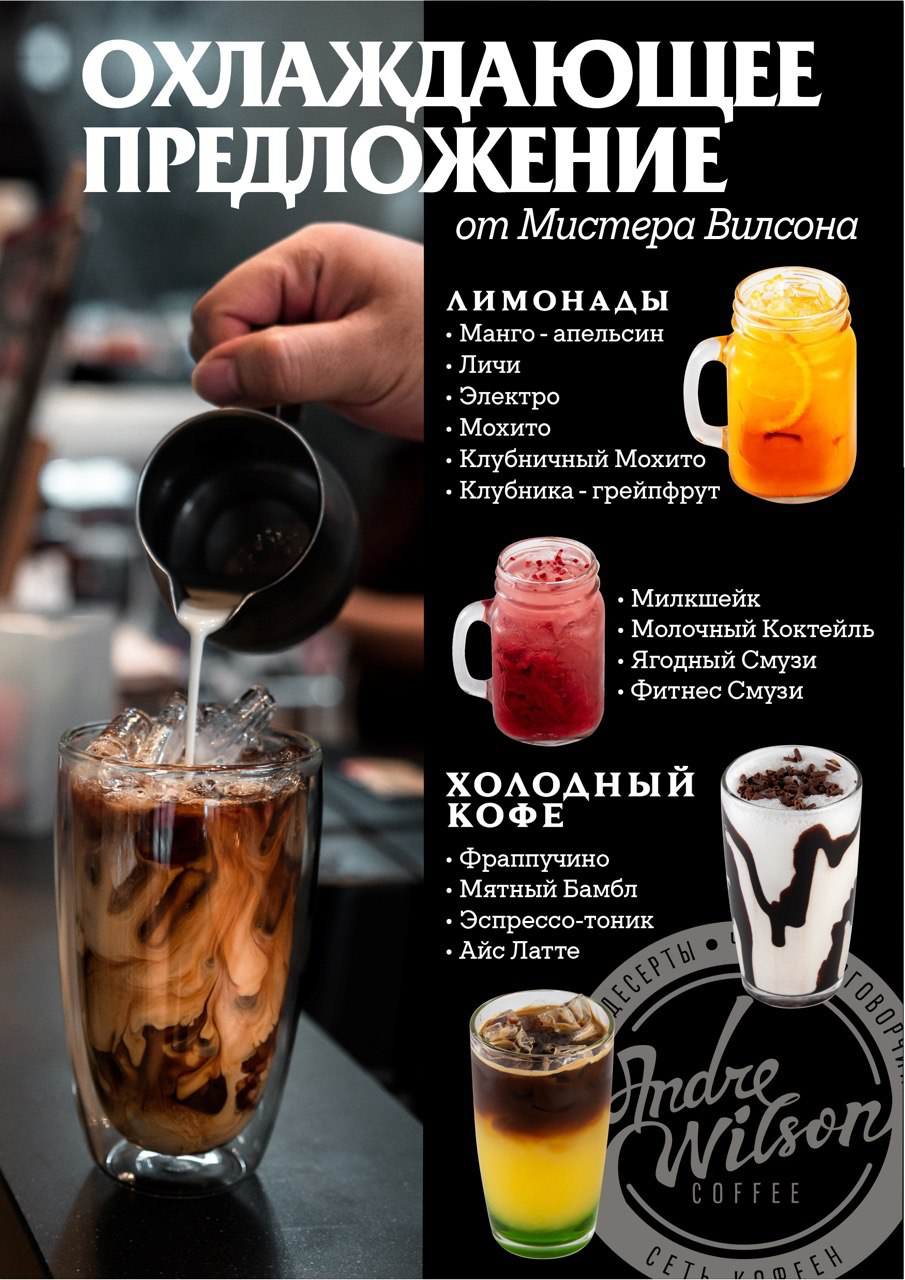 ОХЛАЖДАЮЩЕЕ
ПРЕДЛОЖЕНИЕ
от Мистера Вилсона
ЛИМОНАДЫ
• Манго - апельсин
• Личи
• Электро
• Мохито
• Клубничный Мохито
• Клубника - грейпфрут
• Милкшейк
• Молочный Коктейль
• Ягодный Смузи
• Фитнес Смузи
ХОЛОДНЫЙ
КОФЕ
• Фраппучино
• Мятный Бамбл
• Эспрессо-тоник
• Айс Латте
ДЕСЕРТЫ •
Andre
Wilson
COFFEE
СЕТЬ КОФЕЕН